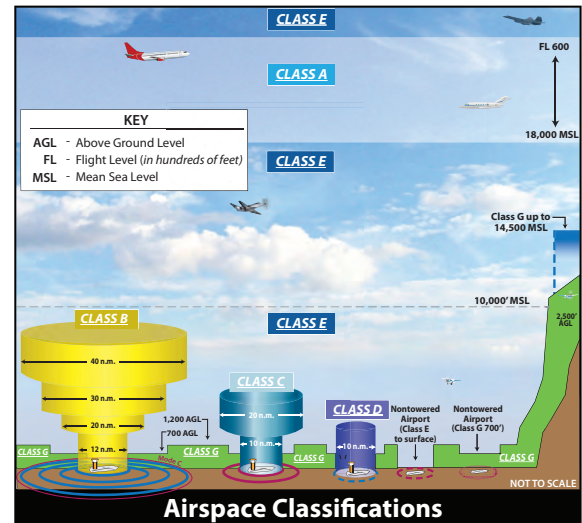 CLASS E
FL 600
CLASS A
18,000 MSL
KEY
AGL - Above Ground Level
FL - Flight Level (in hundreds of feet)
MSL - Mean Sea Level
CLASS E
Class G up to
14,500 MSL
10,000' MSL
2,500'
AGL
CLASS B
CLASS E
40 n.m.
30 n.m.
20 n.m.
12 n.m.
Mode C
CLASS G
1,200 AGL
700 AGL
CLASS G
CLASS C
20 n.m.
10 n.m.
CLASS G
CLASS D
10 n.m.
Nontowered
Airport
(Class E
to surface)
Nontowered
Airport
(Class G 700')
CLASS G
NOT TO SCALE
Airspace Classifications